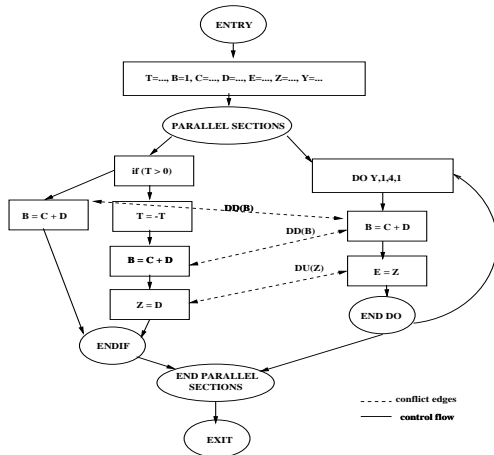 ENTRY
T=..., B=1, C=..., D=..., E=..., Z=..., Y=...
PARALLEL SECTIONS
if (T > 0)
DO Y,1,4,1
B = C + D
T = -T
DD(B)
B = C + D
DD(B)
B = C + D
E = Z
DU(Z)
Z = D
END DO
ENDIF
END PARALLEL
SECTIONS
conflict edges
control flow
EXIT